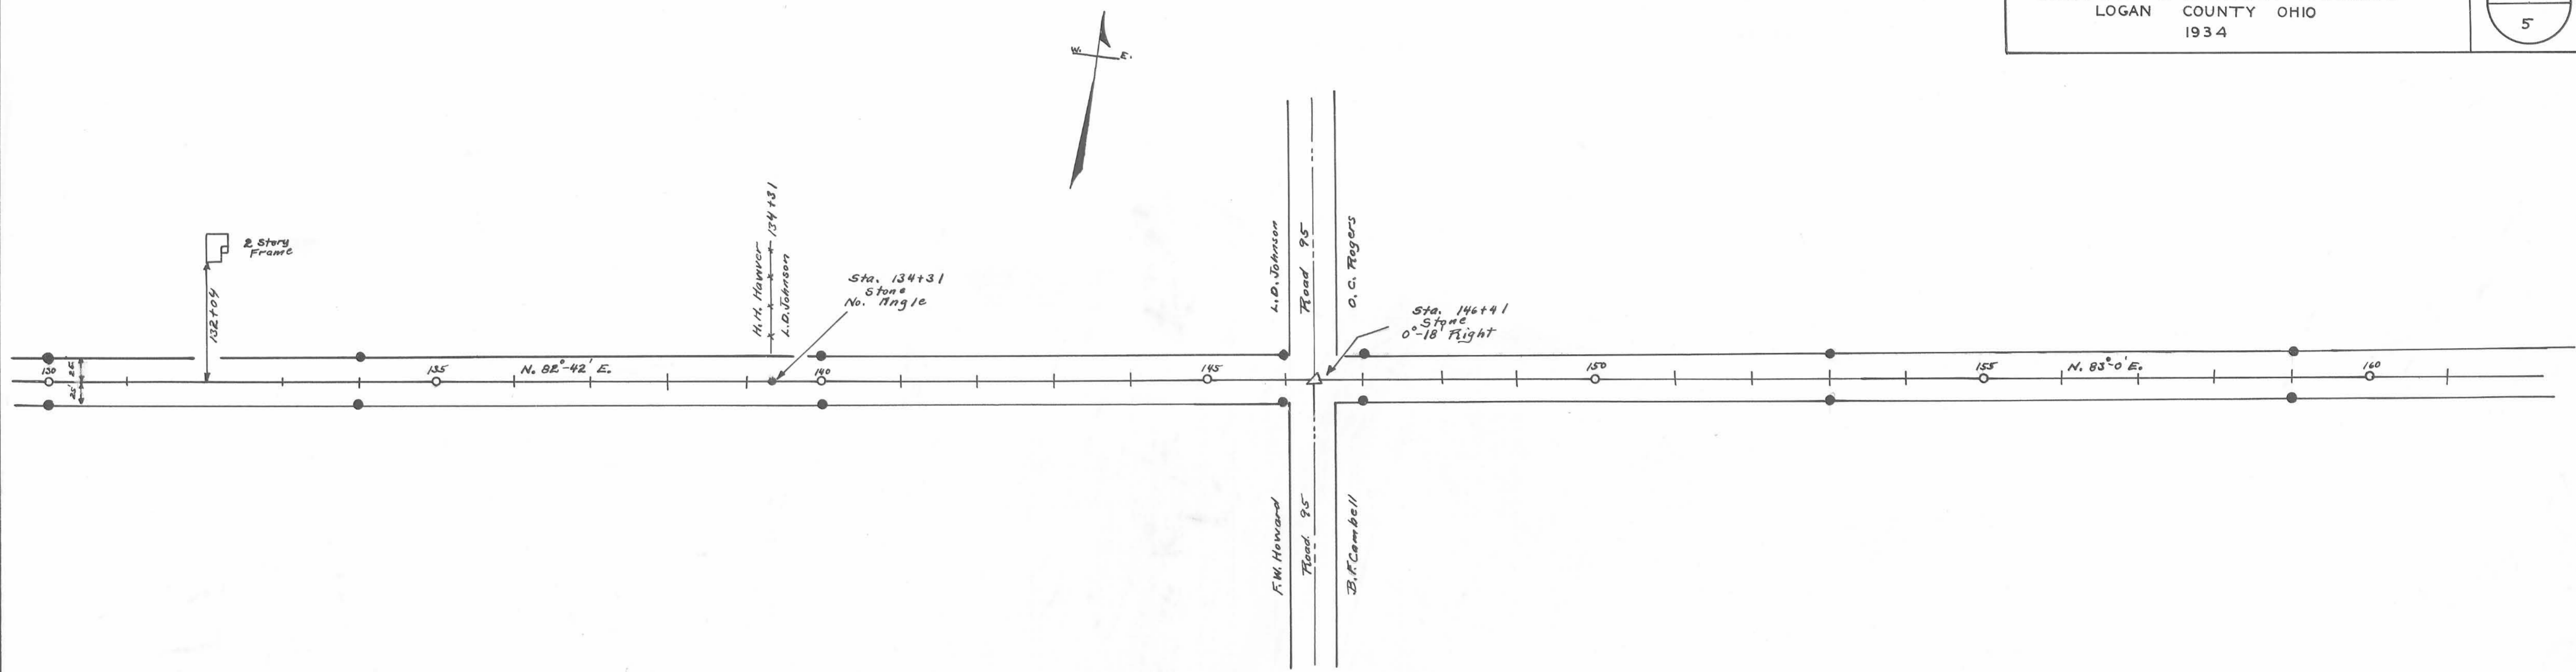 LOGAN COUNTY OHIO
1934
5
W. E.
2 Story
Frame
132+04
H.H. Hawver
134+31
L.D. Johnson
Sta. 134+31
Stone
No. Angle
L.D. Johnson
Road 95
O.C. Rogers
Sta. 146+41
Stone
0°-18' Right
130
25'
25'
135
N. 82°-42' E.
140
145
150
155
N. 83°-0' E.
160
F.W. Howard
Road 95
B.F. Cambell